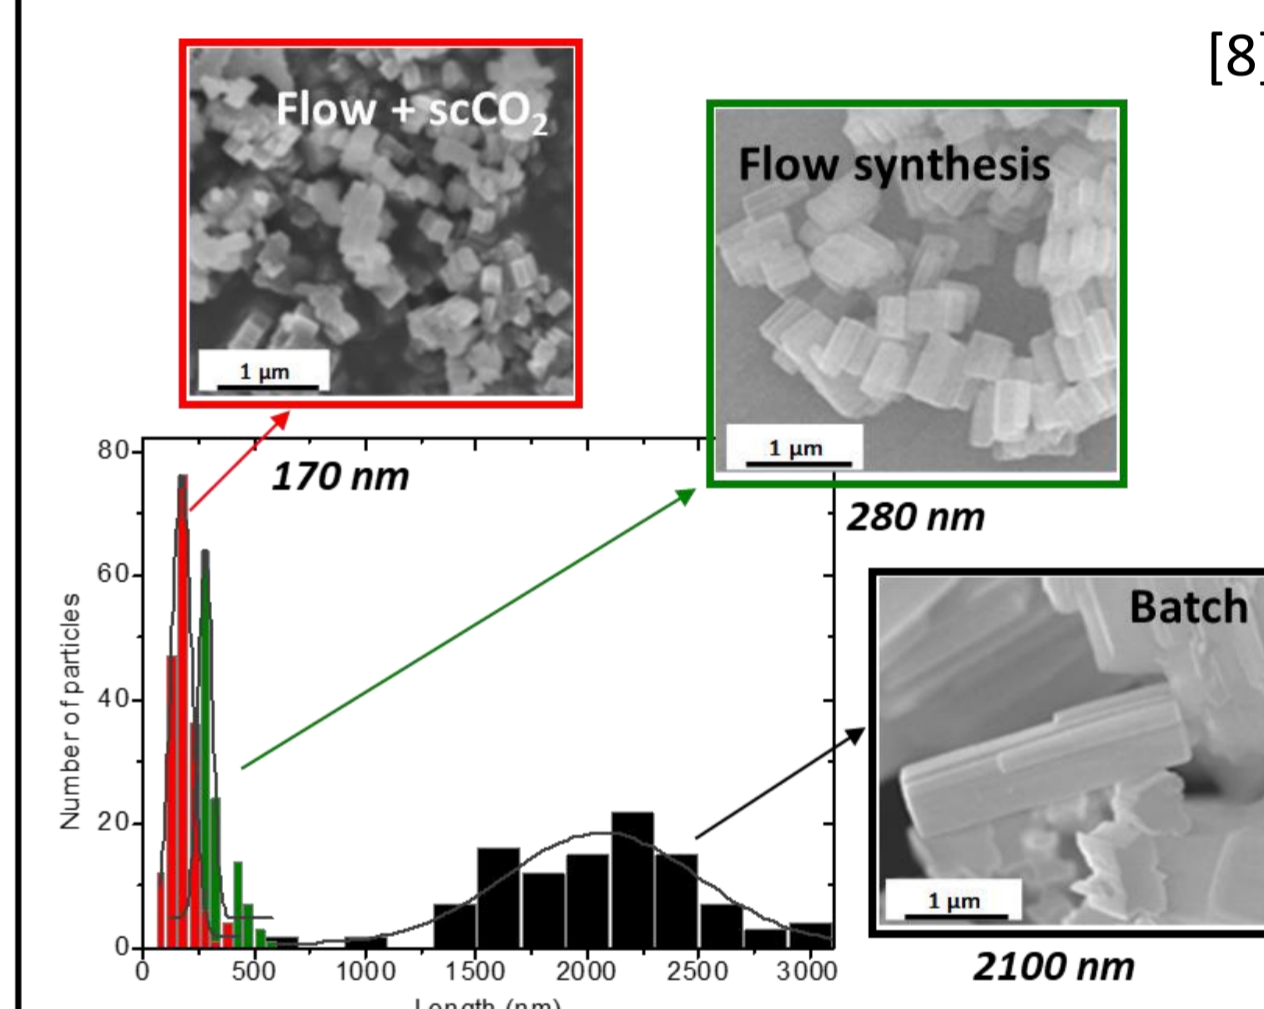 [8]
Flow + scCO₂
1 µm
Flow synthesis
1 µm
170 nm
280 nm
Batch
1 µm
2100 nm
80
60
40
20
0
Number of particles
0 500 1000 1500 2000 2500 3000
Length (nm)